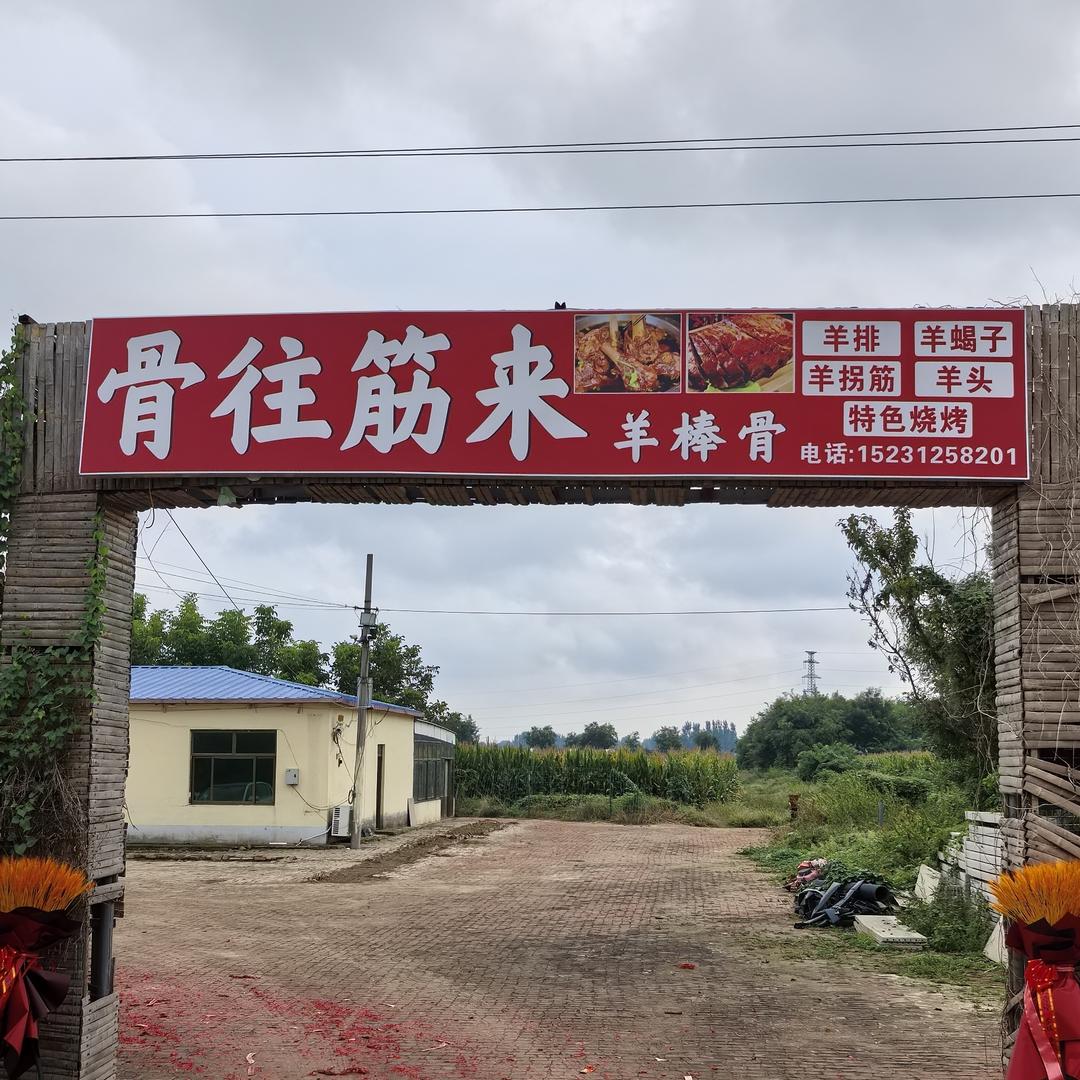 骨往筋来
羊棒骨
羊排 羊蝎子
羊拐筋 羊头
特色烧烤
电话:15231258201